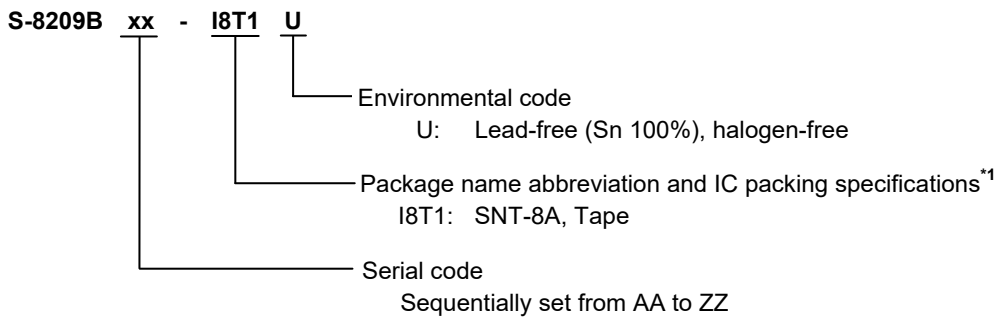 S-8209B xx - I8T1 U
Environmental code
U: Lead-free (Sn 100%), halogen-free
Package name abbreviation and IC packing specifications*1
I8T1: SNT-8A, Tape
Serial code
Sequentially set from AA to ZZ